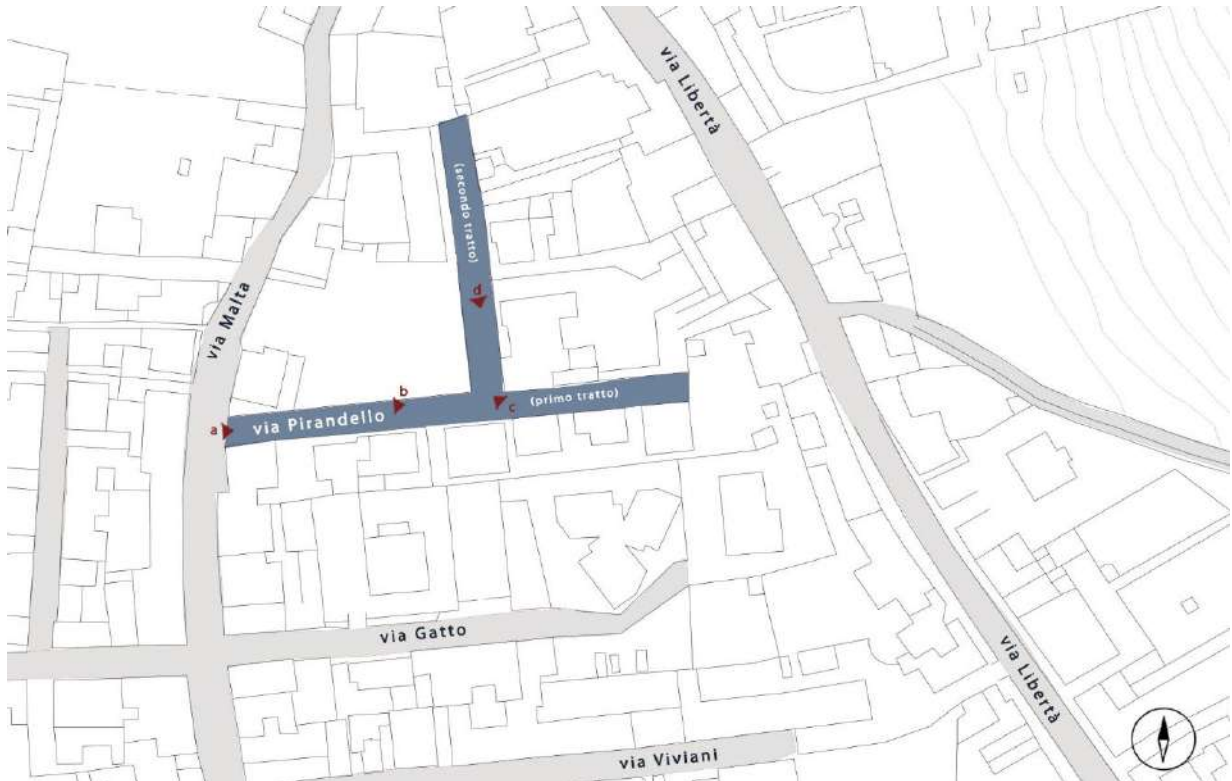 via Libertà
(secondo tratto)
via Malta
d
b
a
via Pirandello
c
(primo tratto)
via Gatto
via Libertà
via Viviani